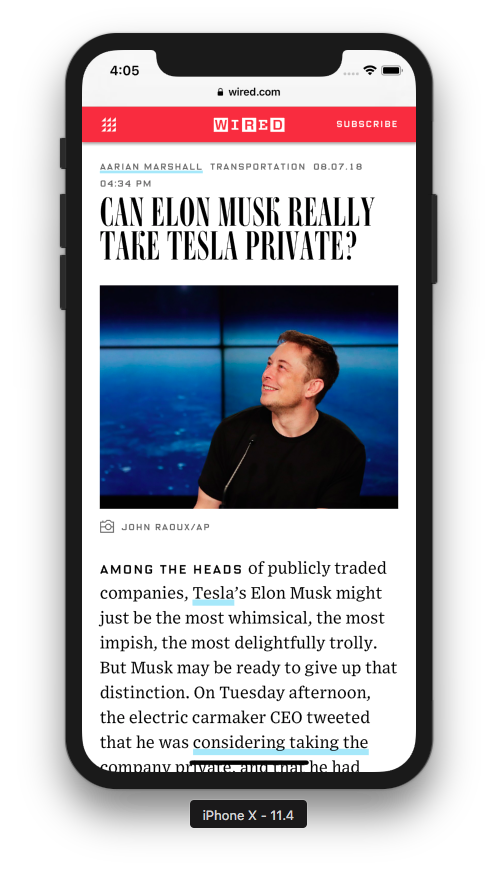 4:05
wired.com
WIRED
SUBSCRIBE
AARIAN MARSHALL TRANSPORTATION 08.07.18
04:34 PM
CAN ELON MUSK REALLY
TAKE TESLA PRIVATE?
JOHN RAOUX/AP
AMONG THE HEADS of publicly traded
companies, Tesla's Elon Musk might
just be the most whimsical, the most
impish, the most delightfully trolly.
But Musk may be ready to give up that
distinction. On Tuesday afternoon,
the electric carmaker CEO tweeted
that he was considering taking the
company private, and that he had
iPhone X - 11.4